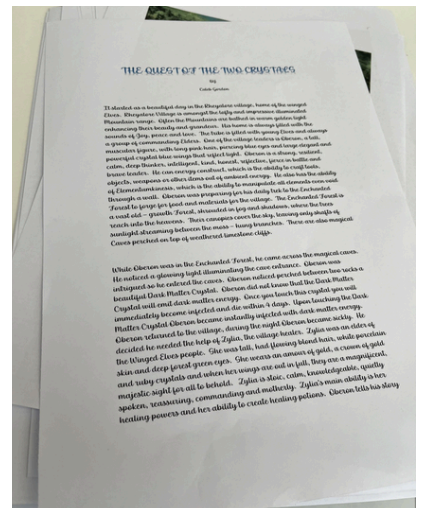 THE QUEST OF THE TWO CRYSTALS
By
Caleb Gordon
It started as a beautiful day in the Rheystave village, home of the winged
Elves. Rheystave Village is amongst the lofty and impressive illuminated
Mountain range. Often the Mountains are bathed in warm golden light
enhancing their beauty and grandeur. His home is always filled with the
sounds of Joy, peace and love. The Tribe is filled with young Elves and always
a group of commanding Elders. One of the village leaders is Oberon, a tall,
muscular figure, with long pink hair, piercing blue eyes and large elegant and
powerful crystal blue wings that reflect light. Oberon is a strong, resilient,
calm, deep thinker, intelligent, kind, honest, reflective, fierce in battle and
brave leader. He can energy construct, which is the ability to craft tools,
objects, weapons or other items out of ambient energy. He also has the ability
of Elementumkinesis, which is the ability to manipulate all elements even walk
through a wall. Oberon was preparing for his daily trek to the Enchanted
Forest to forge for food and materials for the village. The Enchanted Forest is
a vast old – growth Forest, shrouded in fog and shadows, where the trees
reach into the heavens. Their canopies cover the sky, leaving only shafts of
sunlight streaming between the moss – hung branches. There are also magical
Caves perched on top of weathered limestone cliffs.
While Oberon was in the Enchanted Forest, he came across the magical caves.
He noticed a glowing light illuminating the cave entrance. Oberon was
intrigued so he entered the caves. Oberon noticed perched between two rocks a
beautiful Dark Matter Crystal. Oberon did not know that the Dark Matter
Crystal will emit dark matter energy. Once you touch this crystal you will
immediately become infected and die within 4 days. Upon touching the Dark
Matter Crystal Oberon became instantly infected with dark matter energy.
Oberon returned to the village, during the night Oberon became sickly. He
decided he needed the help of Zylia, the village healer. Zylia was an elder of
the Winged Elves people. She was tall, had flowing blond hair, white porcelain
skin and deep forest green eyes. She wears an amour of gold, a crown of gold
and ruby crystals and when her wings are out in full, they are a magnificent,
majestic sight for all to behold. Zylia is stoic, calm, knowledgeable, quietly
spoken, reassuring, commanding and motherly. Zylia's main ability is her
healing powers and her ability to create healing potions. Oberon tells his story